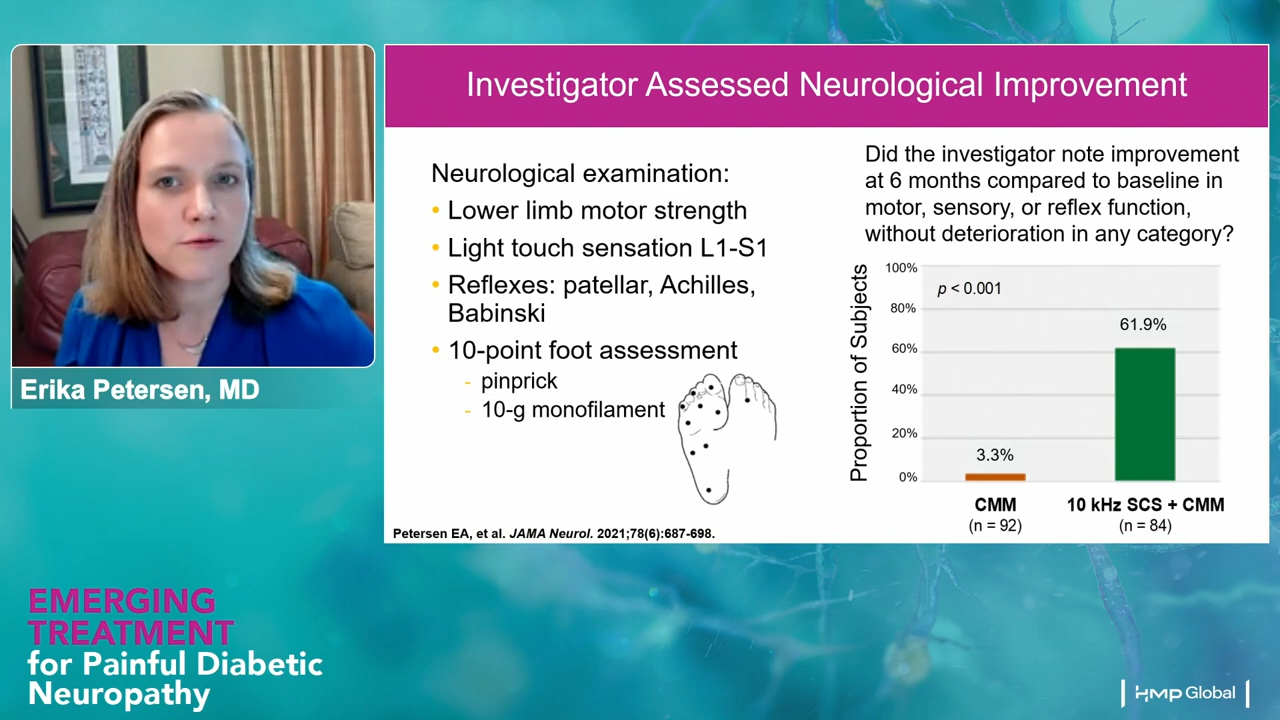 Investigator Assessed Neurological Improvement
Neurological examination:
• Lower limb motor strength
• Light touch sensation L1-S1
• Reflexes: patellar, Achilles,
Babinski
• 10-point foot assessment
- pinprick
- 10-g monofilament
Petersen EA, et al. JAMA Neurol. 2021;78(6):687-698.
Did the investigator note improvement
at 6 months compared to baseline in
motor, sensory, or reflex function,
without deterioration in any category?
Proportion of Subjects
100%
80%
60%
40%
20%
0%
p < 0.001
3.3%
61.9%
CMM
(n = 92)
10 kHz SCS + CMM
(n = 84)
Erika Petersen, MD
EMERGING
TREATMENT
for Painful Diabetic
Neuropathy
HMP Global